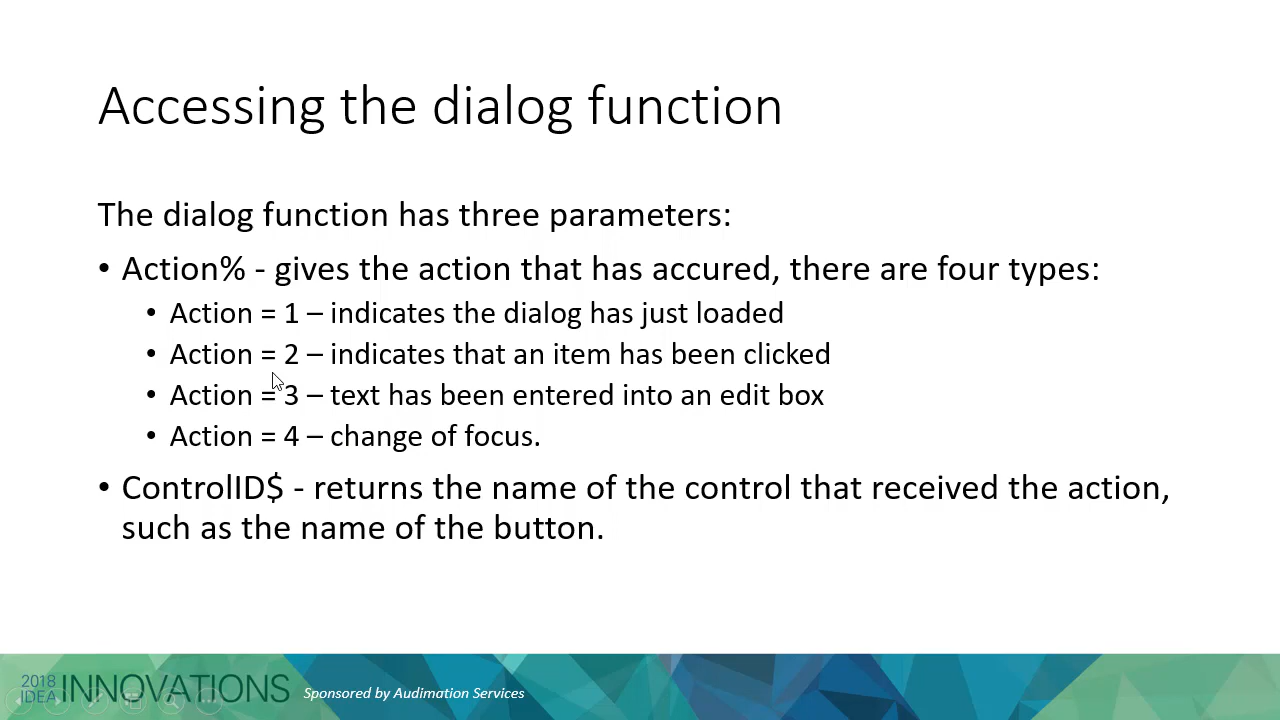 Accessing the dialog function
The dialog function has three parameters:
• Action% - gives the action that has accured, there are four types:
• Action = 1 – indicates the dialog has just loaded
• Action = 2 – indicates that an item has been clicked
• Action = 3 – text has been entered into an edit box
• Action = 4 – change of focus.
• ControlID$ - returns the name of the control that received the action,
such as the name of the button.
2018 IDEA INNOVATIONS Sponsored by Audimation Services